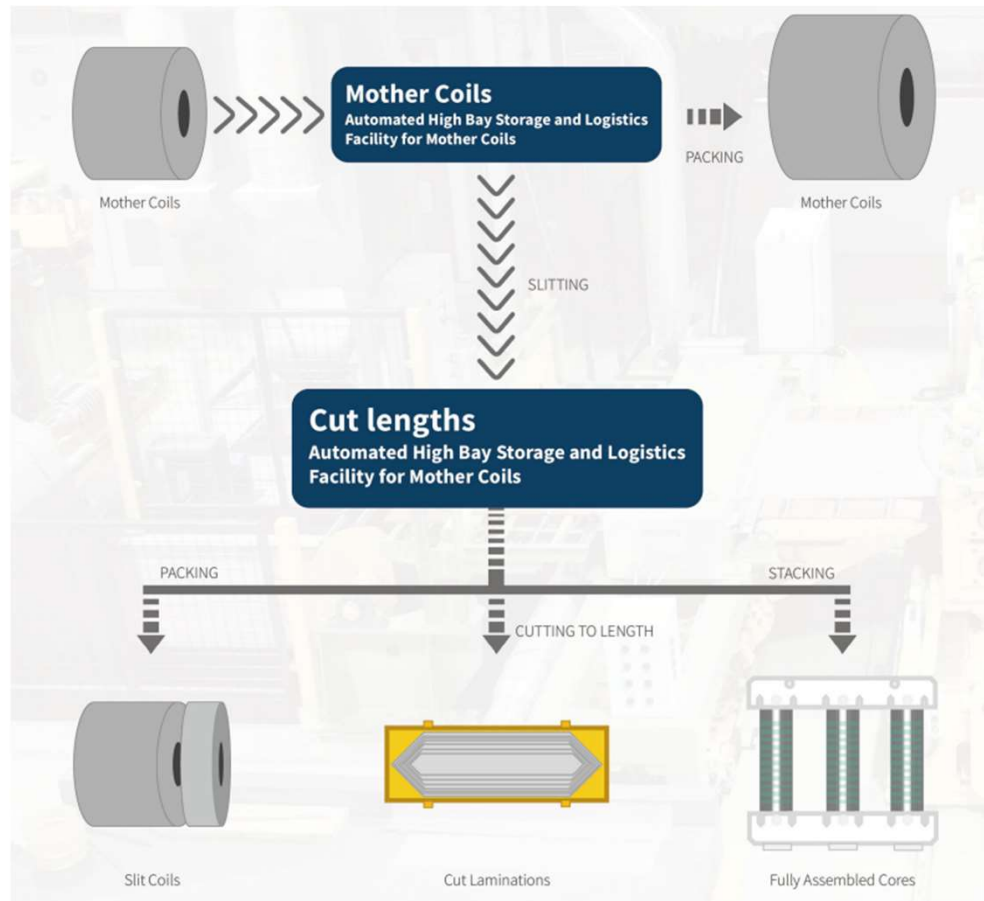 Mother Coils
Automated High Bay Storage and Logistics
Facility for Mother Coils
PACKING
Mother Coils
Mother Coils
SLITTING
Cut lengths
Automated High Bay Storage and Logistics
Facility for Mother Coils
PACKING
STACKING
CUTTING TO LENGTH
Slit Coils
Cut Laminations
Fully Assembled Cores